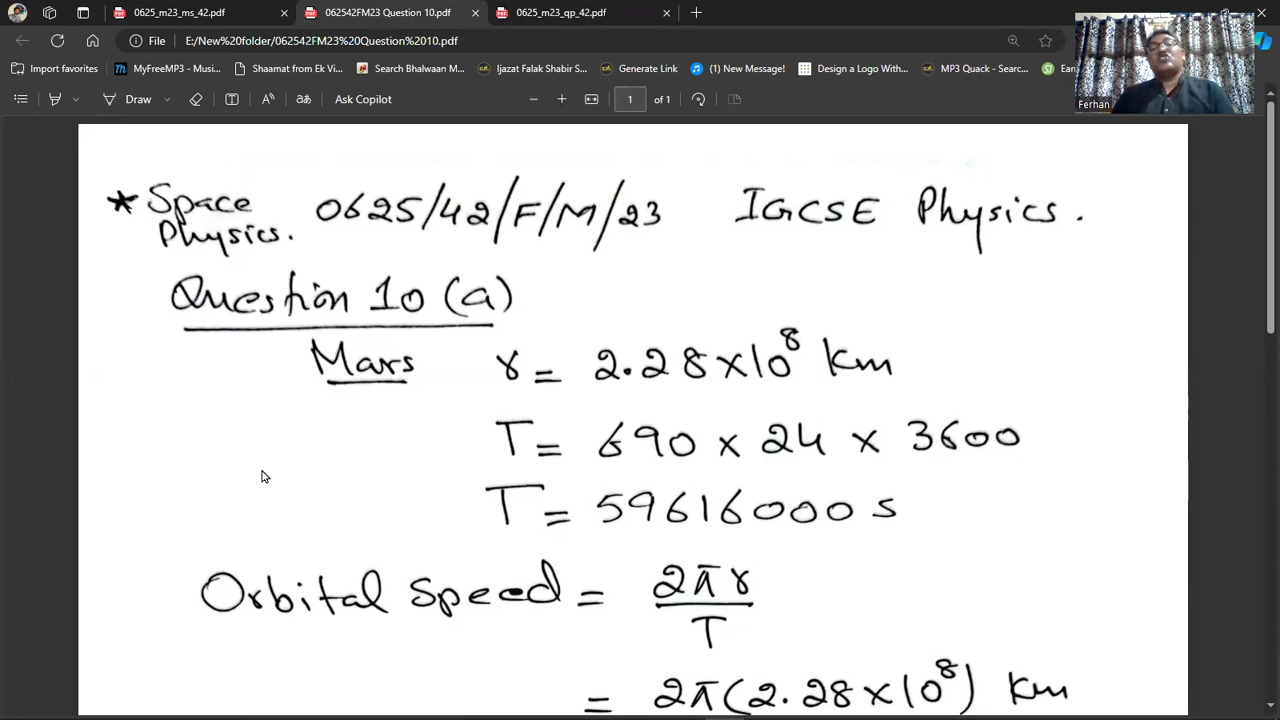 0625_m23_ms_42.pdf
062542FM23 Question 10.pdf
0625_m23_qp_42.pdf
File E:/New%20folder/062542FM23%20Question%2010.pdf
Import favorites MyFreeMP3 - Musi... Shaamat from Ek Vi... Search Bhalwaan M... Ijazat Falak Shabir S... Generate Link (1) New Message! Design a Logo With... MP3 Quack - Searc... Ear
Draw Ask Copilot 1 of 1
Ferhan
* Space Physics. 0625/42/F/M/23 IGCSE Physics.
Question 10 (a)
Mars r = 2.28 × 10⁸ km
T = 690 × 24 × 3600
T = 59616000 s
Orbital Speed = 2πr / T
= 2π(2.28 × 10⁸) km